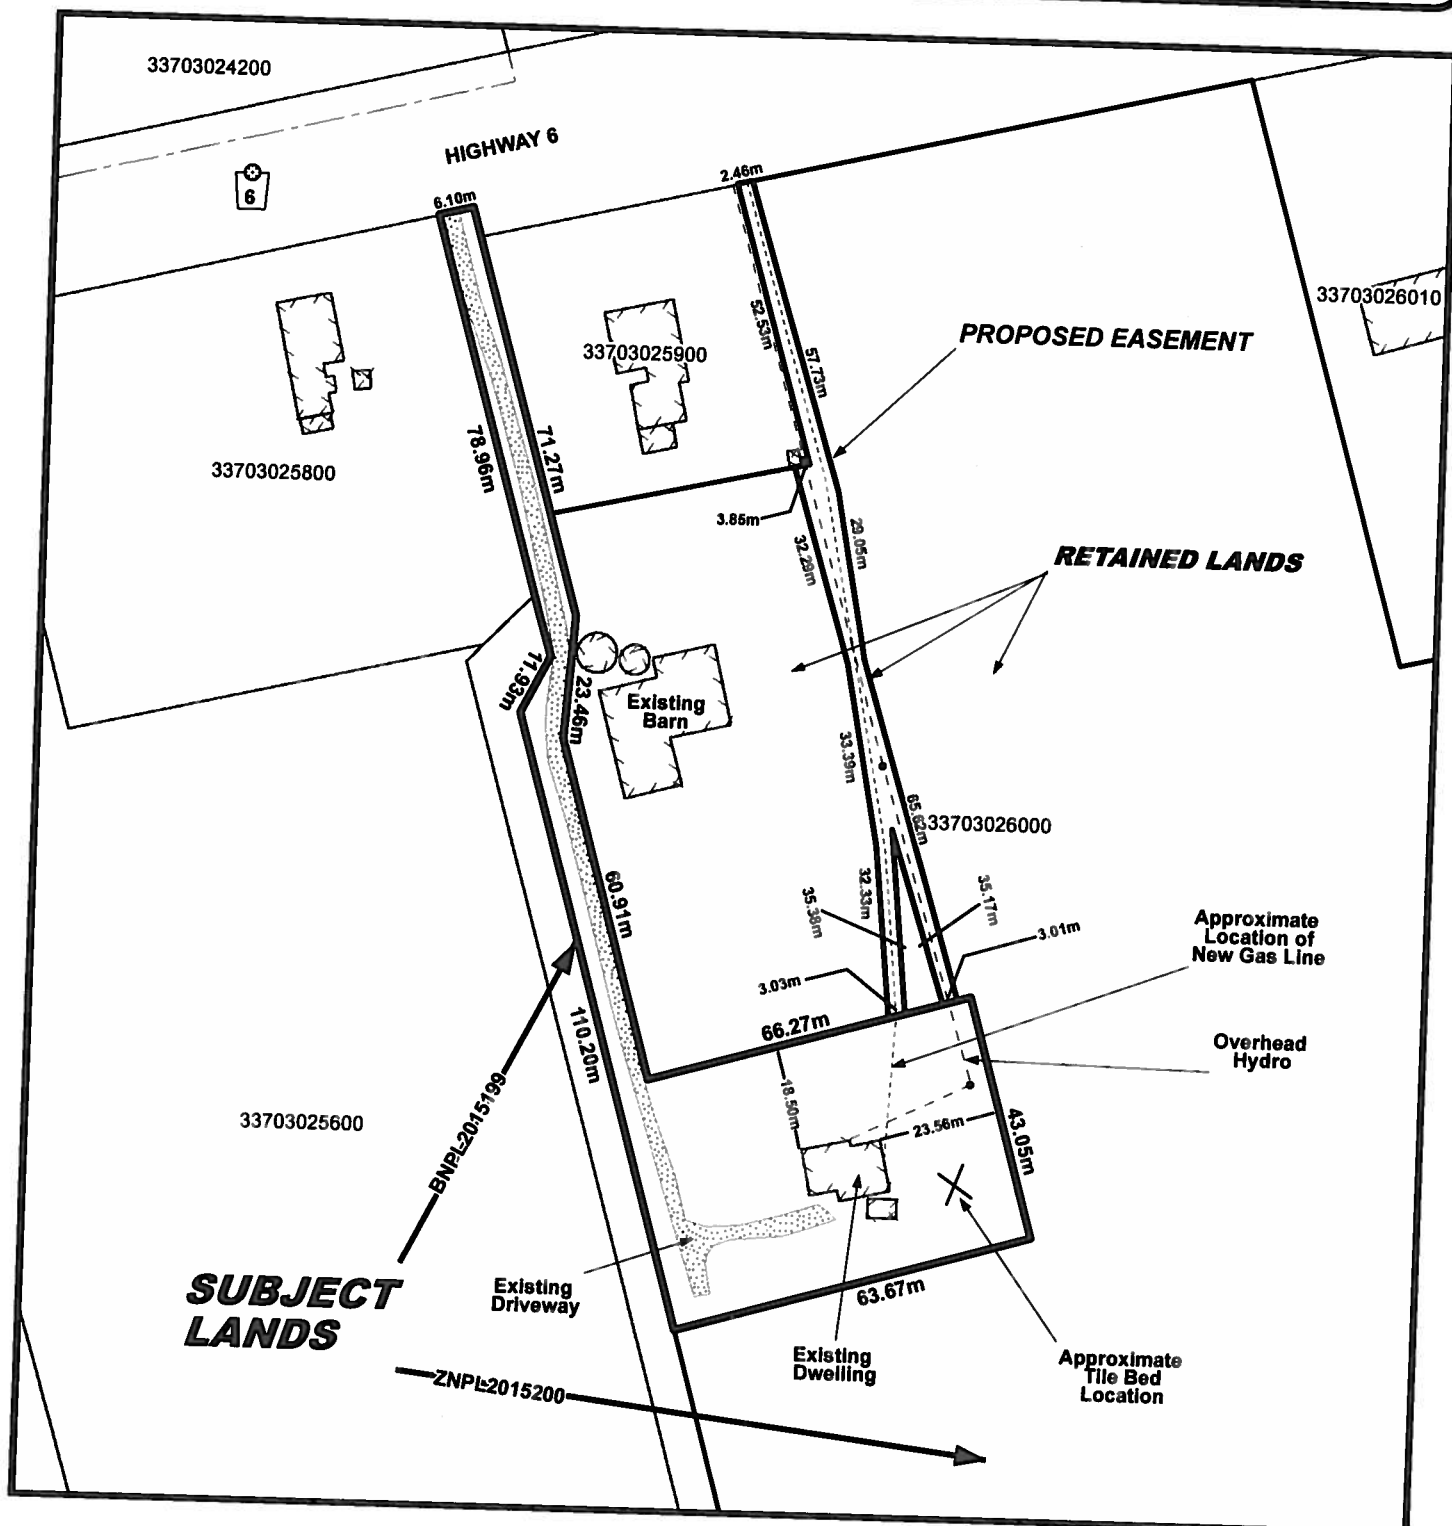 33703024200
HIGHWAY 6
6
6.10m
2.46m
33703026010
33703025900
52.53m
57.73m
PROPOSED EASEMENT
33703025800
78.96m
71.27m
3.85m
32.29m
29.05m
RETAINED LANDS
11.93m
23.46m
Existing
Barn
33.39m
65.62m
33703026000
60.91m
32.33m
35.38m
35.17m
3.01m
Approximate
Location of
New Gas Line
3.03m
66.27m
110.20m
Overhead
Hydro
18.50m
23.56m
43.05m
33703025600
BNPL-2015199
SUBJECT
LANDS
Existing
Driveway
63.67m
Existing
Dwelling
Approximate
Tile Bed
Location
ZNPL-2015200